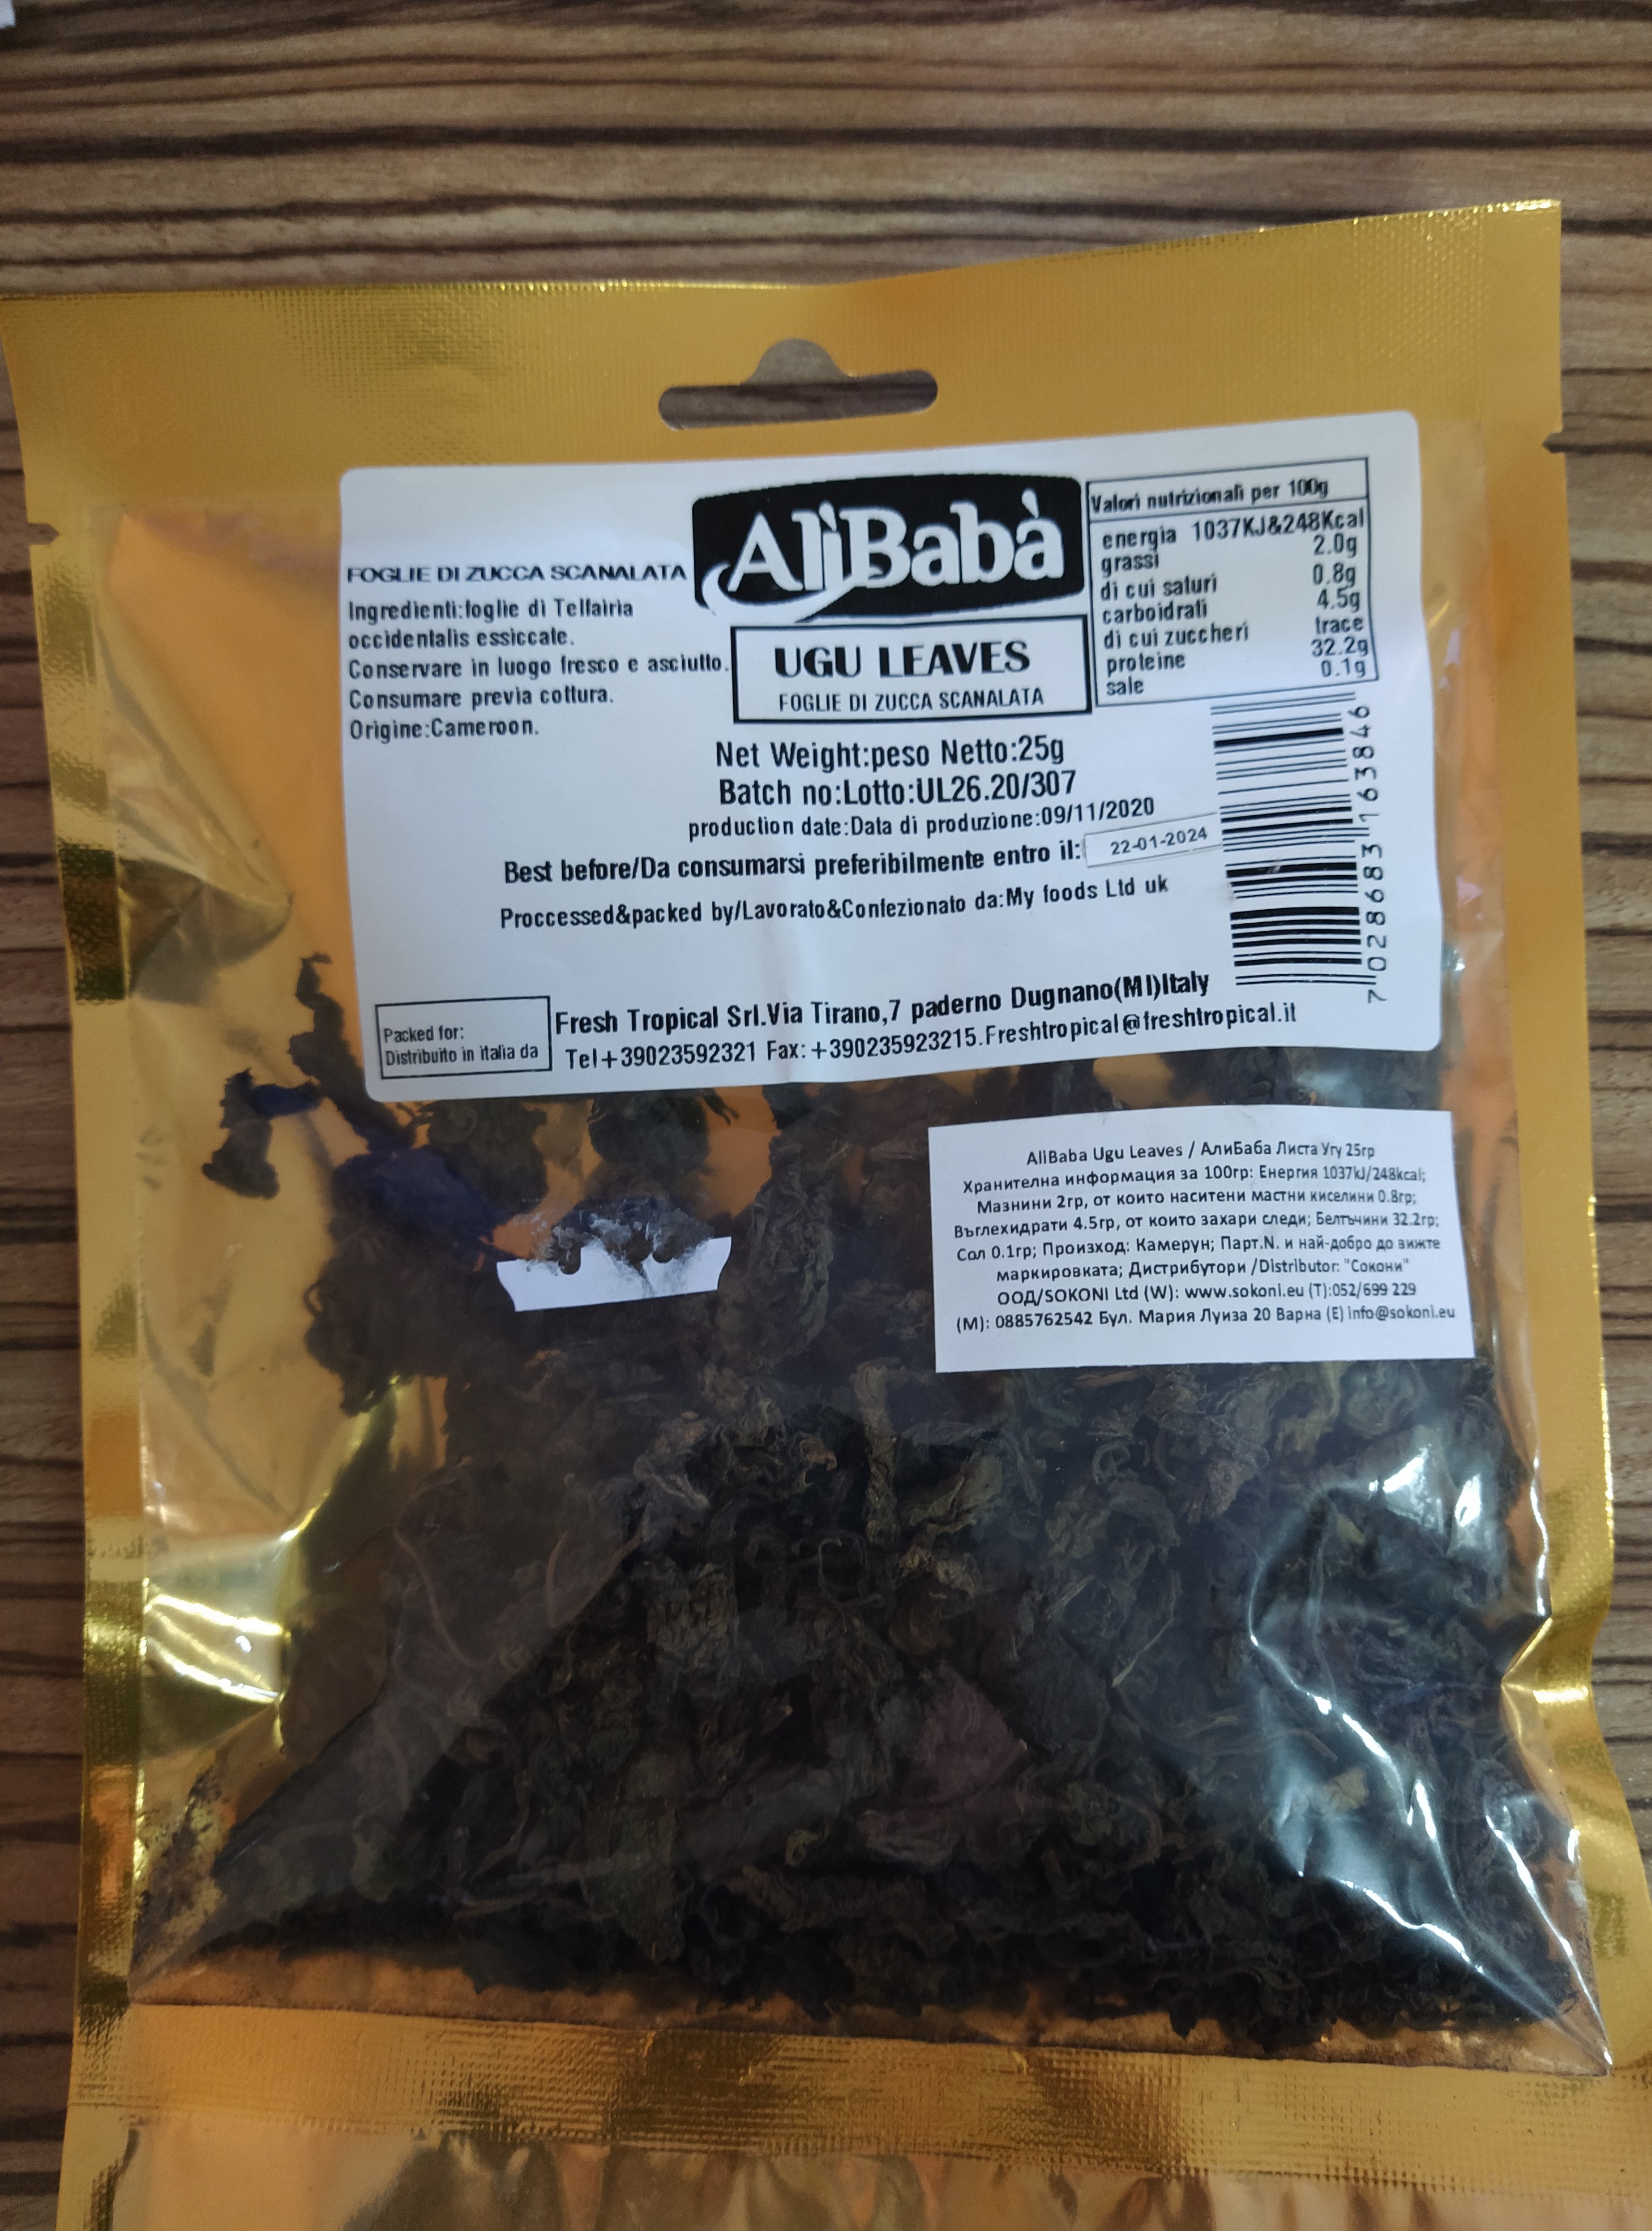 AlìBabà
FOGLIE DI ZUCCA SCANALATA
Ingredienti:foglie di Telfairia
occidentalis essiccate.
Conservare in luogo fresco e asciutto.
Consumare previa cottura.
Origine:Cameroon.
UGU LEAVES
FOGLIE DI ZUCCA SCANALATA
Valori nutrizionali per 100g
energia 1037KJ&248Kcal
grassi 2.0g
di cui saturi 0.8g
carboidrati 4.5g
di cui zuccheri trace
proteine 32.2g
sale 0.1g
Net Weight:peso Netto:25g
Batch no:Lotto:UL26.20/307
production date:Data di produzione:09/11/2020
Best before/Da consumarsi preferibilmente entro il: 22-01-2024
Proccessed&packed by/Lavorato&Confezionato da:My foods Ltd uk
7 028683 163846
Packed for:
Distribuito in italia da
Fresh Tropical Srl.Via Tirano,7 paderno Dugnano(MI)Italy
Tel+39023592321 Fax:+390235923215.Freshtropical@freshtropical.it
AliBaba Ugu Leaves / АлиБаба Листа Угу 25гр
Хранителна информация за 100гр: Енергия 1037kJ/248kcal;
Мазнини 2гр, от които наситени мастни киселини 0.8гр;
Въглехидрати 4.5гр, от които захари следи; Белтъчини 32.2гр;
Сол 0.1гр; Произход: Камерун; Парт.N. и най-добро до вижте
маркировката; Дистрибутори /Distributor: "Сокони"
ООД/SOKONI Ltd (W): www.sokoni.eu (T):052/699 229
(M): 0885762542 Бул. Мария Луиза 20 Варна (E) info@sokoni.eu